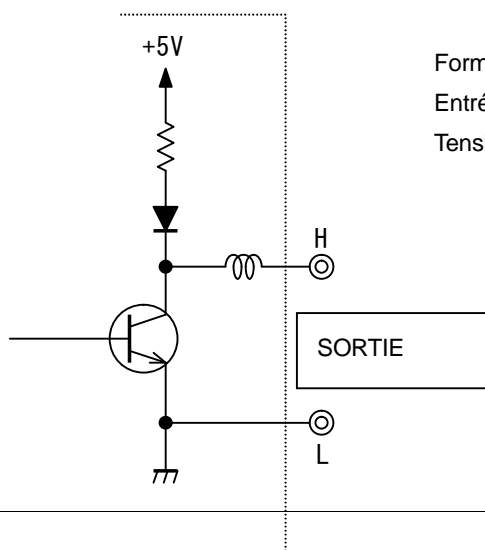 +5V
Form
Entré
Tens
H
SORTIE
L